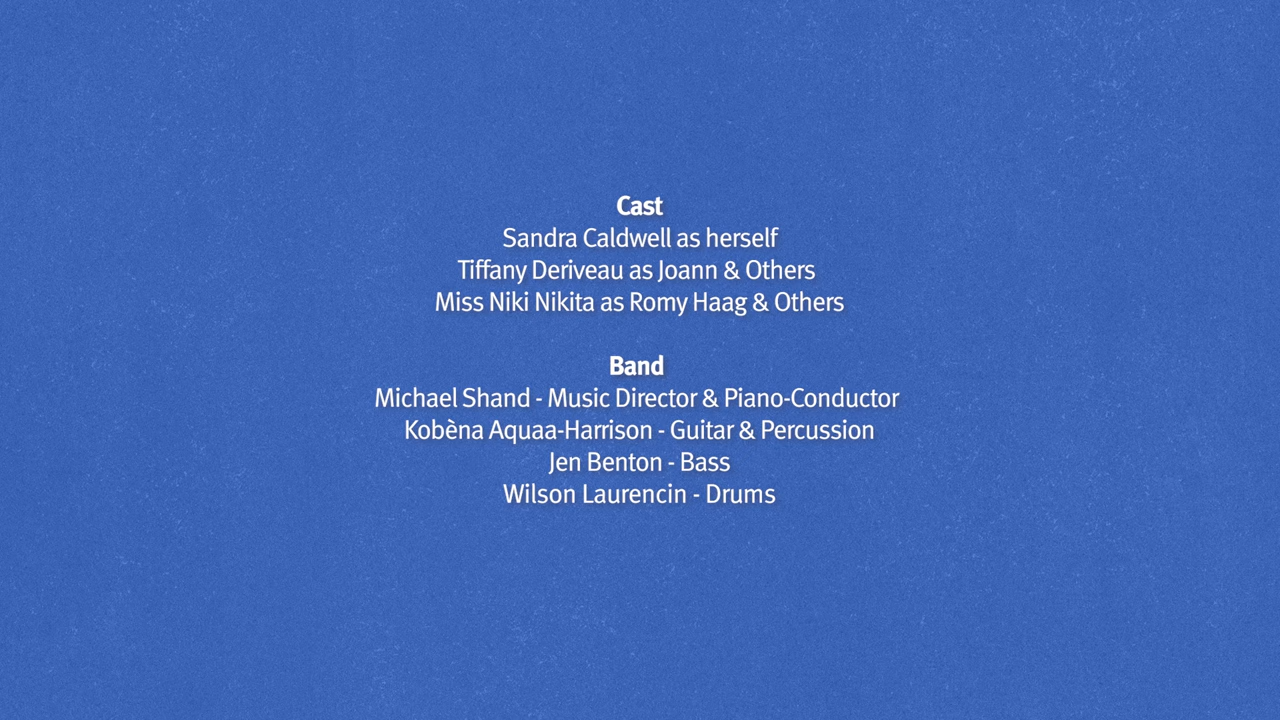 Cast
Sandra Caldwell as herself
Tiffany Deriveau as Joann & Others
Miss Niki Nikita as Romy Haag & Others
Band
Michael Shand - Music Director & Piano-Conductor
Kobèna Aquaa-Harrison - Guitar & Percussion
Jen Benton - Bass
Wilson Laurencin - Drums